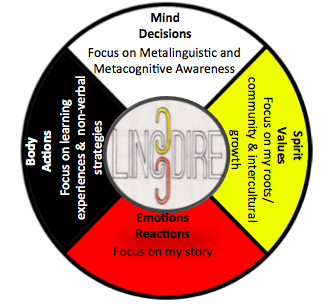 Mind
Decisions
Focus on Metalinguistic and
Metacognitive Awareness
Spirit
Values
Focus on my roots/
community & intercultural
growth
Emotions
Reactions
Focus on my story
Body
Actions
Focus on learning
experiences & non-verbal
strategies
LINCDIRE